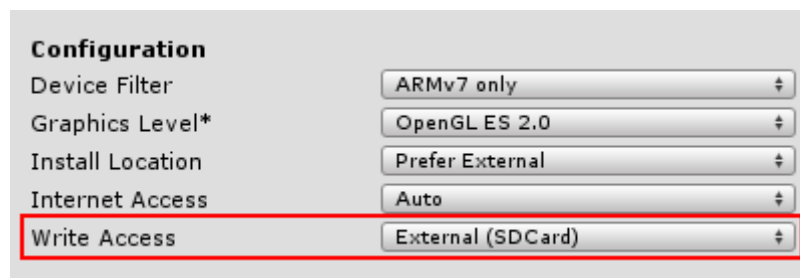 Configuration
Device Filter ARMv7 only
Graphics Level* OpenGL ES 2.0
Install Location Prefer External
Internet Access Auto
Write Access External (SDCard)